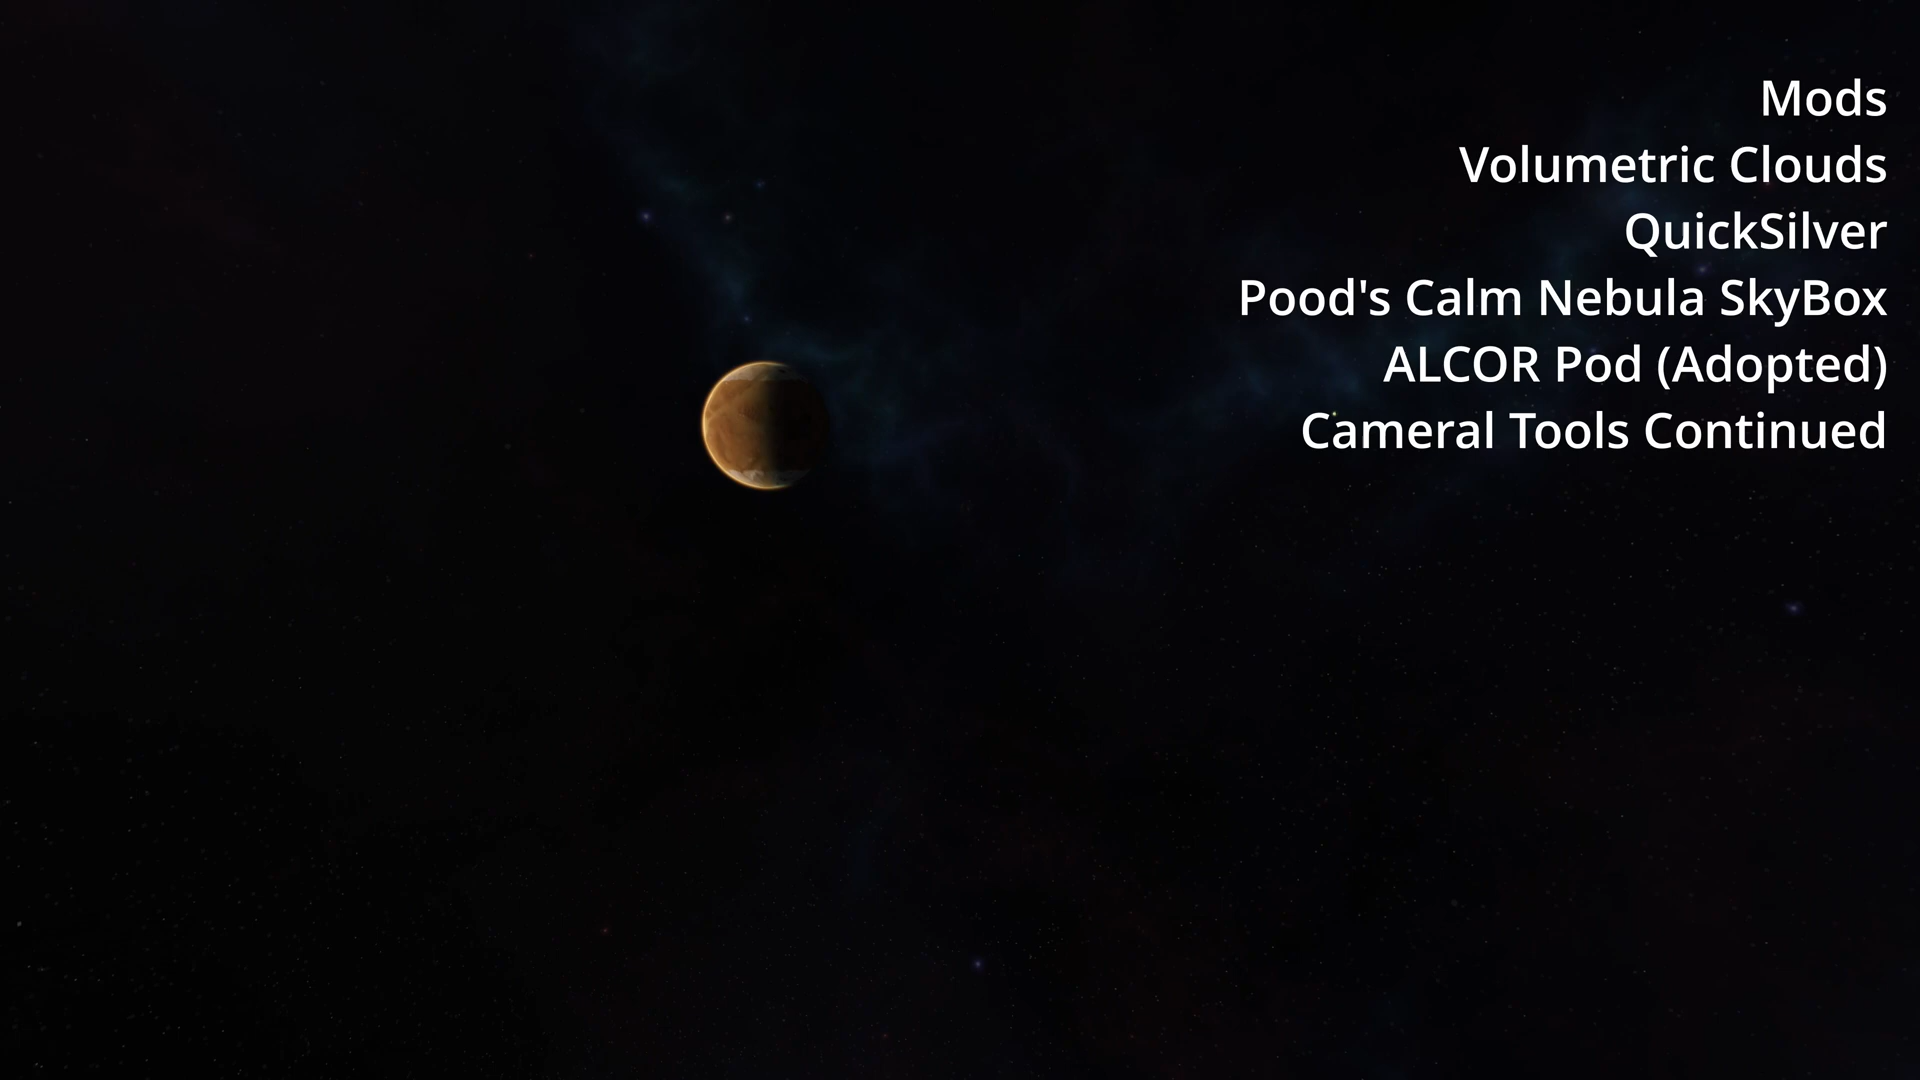 Mods
Volumetric Clouds
QuickSilver
Pood's Calm Nebula SkyBox
ALCOR Pod (Adopted)
Cameral Tools Continued